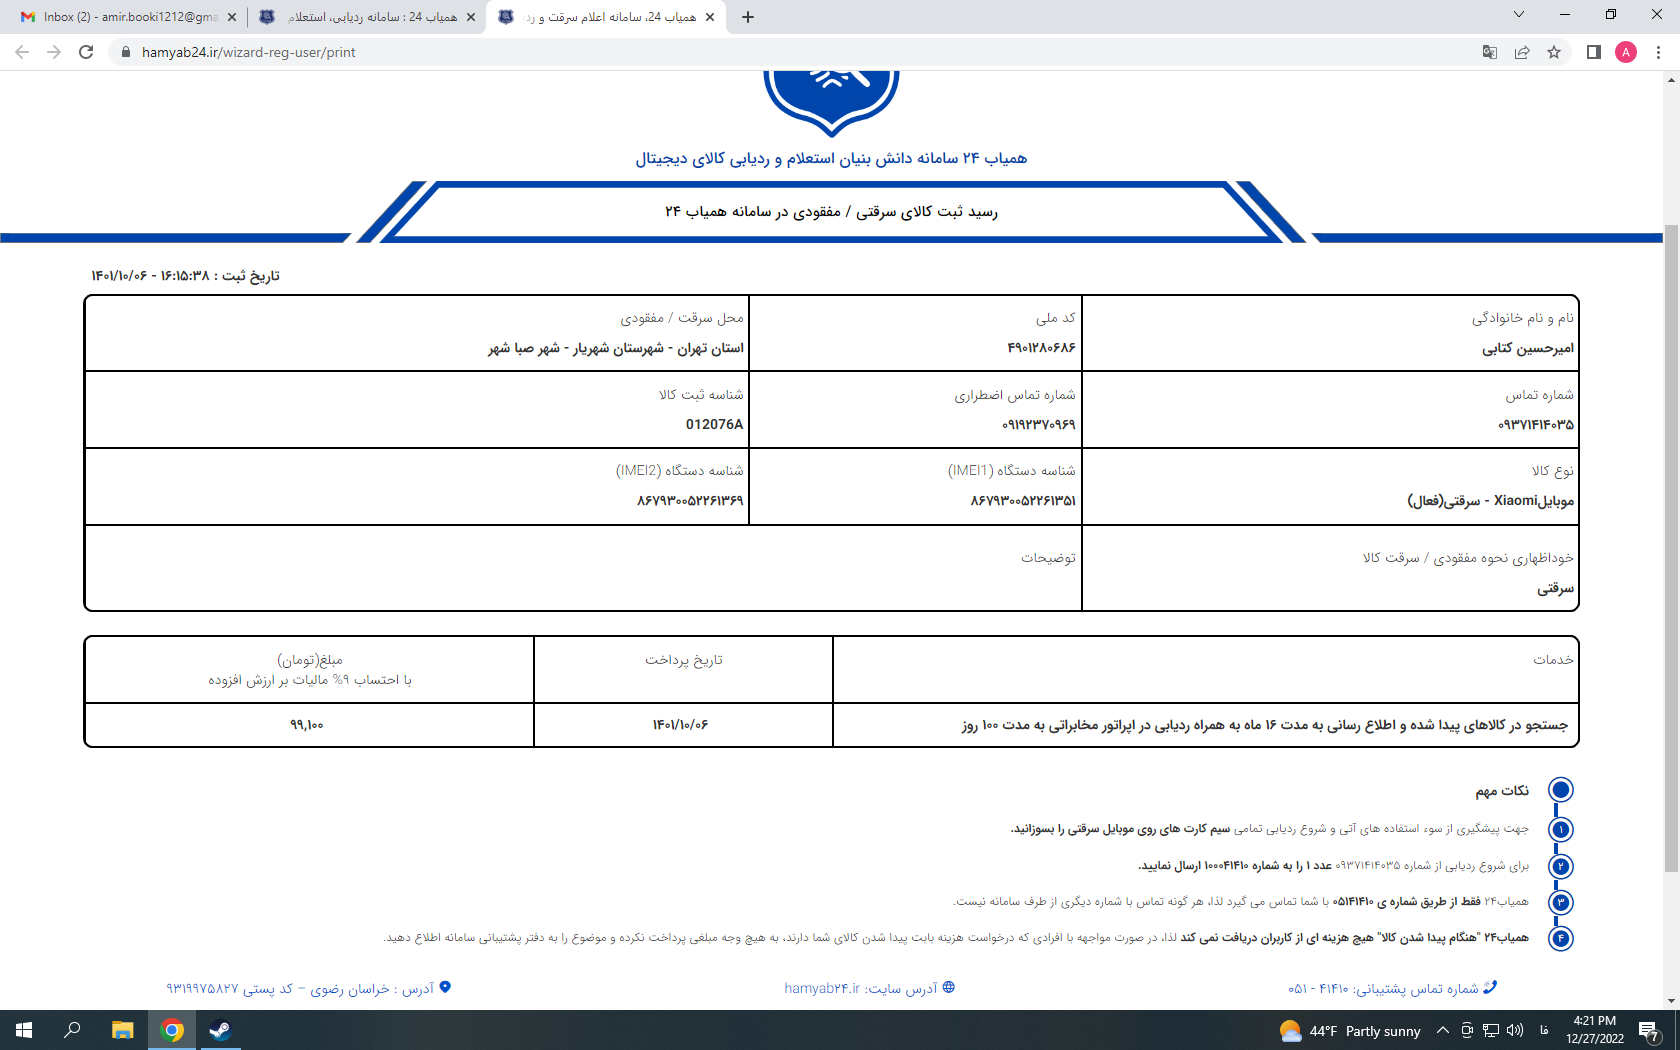 Inbox (2) - amir.booki1212@gma
همیاب 24 : سامانه ردیابی، استعلام
همیاب 24، سامانه اعلام سرقت و رد
hamyab24.ir/wizard-reg-user/print
A
همیاب ۲۴ سامانه دانش بنیان استعلام و ردیابی کالای دیجیتال
رسید ثبت کالای سرقتی / مفقودی در سامانه همیاب ۲۴
تاریخ ثبت : ۱۶:۱۵:۳۸ - ۱۴۰۱/۱۰/۰۶
نام و نام خانوادگی
امیرحسین کتابی
کد ملی
۴۹۰۱۲۸۰۶۸۶
محل سرقت / مفقودی
استان تهران - شهرستان شهریار - شهر صبا شهر
شماره تماس
۰۹۳۷۱۴۱۴۰۳۵
شماره تماس اضطراری
۰۹۱۹۲۳۷۰۹۶۹
شناسه ثبت کالا
012076A
نوع کالا
موبایلXiaomi - سرقتی(فعال)
شناسه دستگاه (IMEI1)
۸۶۷۹۳۰۰۵۲۲۶۱۳۵۱
شناسه دستگاه (IMEI2)
۸۶۷۹۳۰۰۵۲۲۶۱۳۶۹
خوداظهاری نحوه مفقودی / سرقت کالا
سرقتی
توضیحات
خدمات
تاریخ پرداخت
مبلغ(تومان)
با احتساب ۹% مالیات بر ارزش افزوده
جستجو در کالاهای پیدا شده و اطلاع رسانی به مدت ۱۶ ماه به همراه ردیابی در اپراتور مخابراتی به مدت ۱۰۰ روز
۱۴۰۱/۱۰/۰۶
۹۹,۱۰۰
نکات مهم
۱ جهت پیشگیری از سوء استفاده های آتی و شروع ردیابی تمامی سیم کارت های روی موبایل سرقتی را بسوزانید.
۲ برای شروع ردیابی از شماره ۰۹۳۷۱۴۱۴۰۳۵ عدد ۱ را به شماره ۱۰۰۰۴۱۴۱۰ ارسال نمایید.
۳ همیاب۲۴ فقط از طریق شماره ی ۰۵۱۴۱۴۱۰ با شما تماس می گیرد لذا، هر گونه تماس با شماره دیگری از طرف سامانه نیست.
۴ همیاب۲۴ "هنگام پیدا شدن کالا" هیچ هزینه ای از کاربران دریافت نمی کند لذا، در صورت مواجهه با افرادی که درخواست هزینه بابت پیدا شدن کالای شما دارند، به هیچ وجه مبلغی پرداخت نکرده و موضوع را به دفتر پشتیبانی سامانه اطلاع دهید.
شماره تماس پشتیبانی: ۴۱۴۱۰ - ۰۵۱
آدرس سایت: hamyab۲۴.ir
آدرس : خراسان رضوی – کد پستی ۹۳۱۹۹۷۵۸۲۷
44°F Partly sunny
فا
4:21 PM
12/27/2022
7